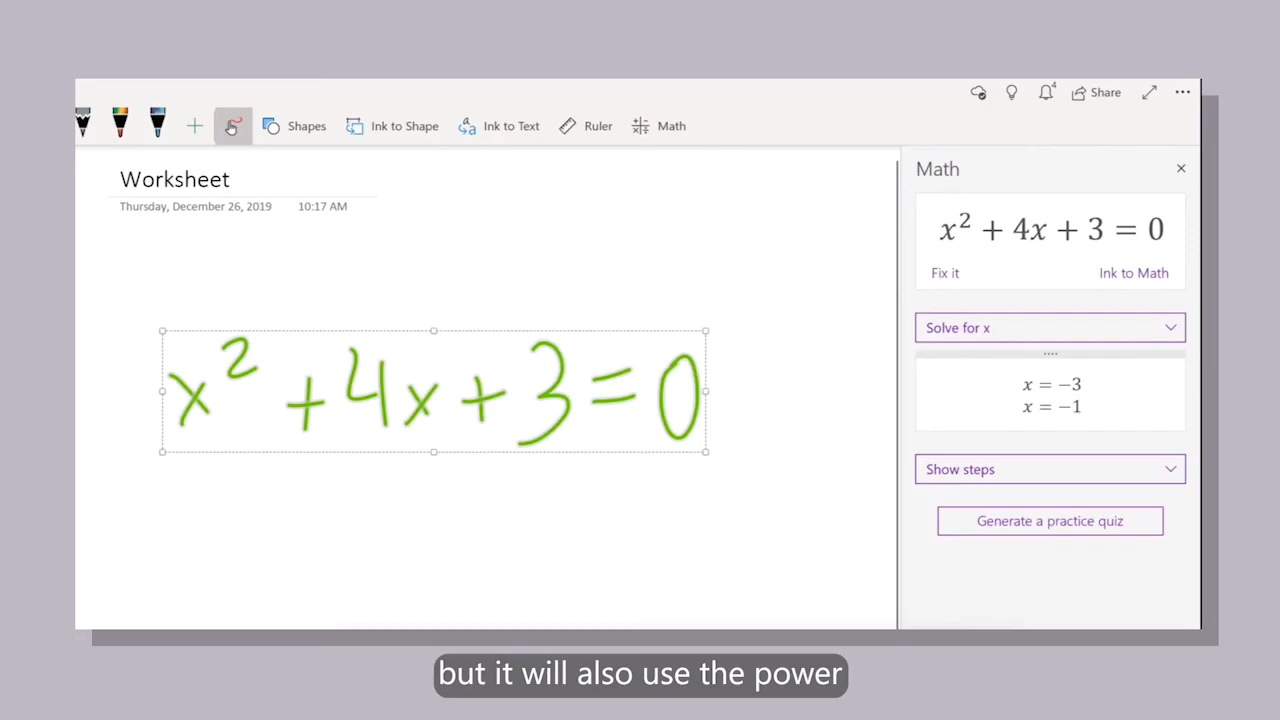 4
Share
Shapes
Ink to Shape
Ink to Text
Ruler
Math
Worksheet
Thursday, December 26, 2019 10:17 AM
x² + 4x + 3 = 0
Math
x² + 4x + 3 = 0
Fix it
Ink to Math
Solve for x
x = −3
x = −1
Show steps
Generate a practice quiz
but it will also use the power